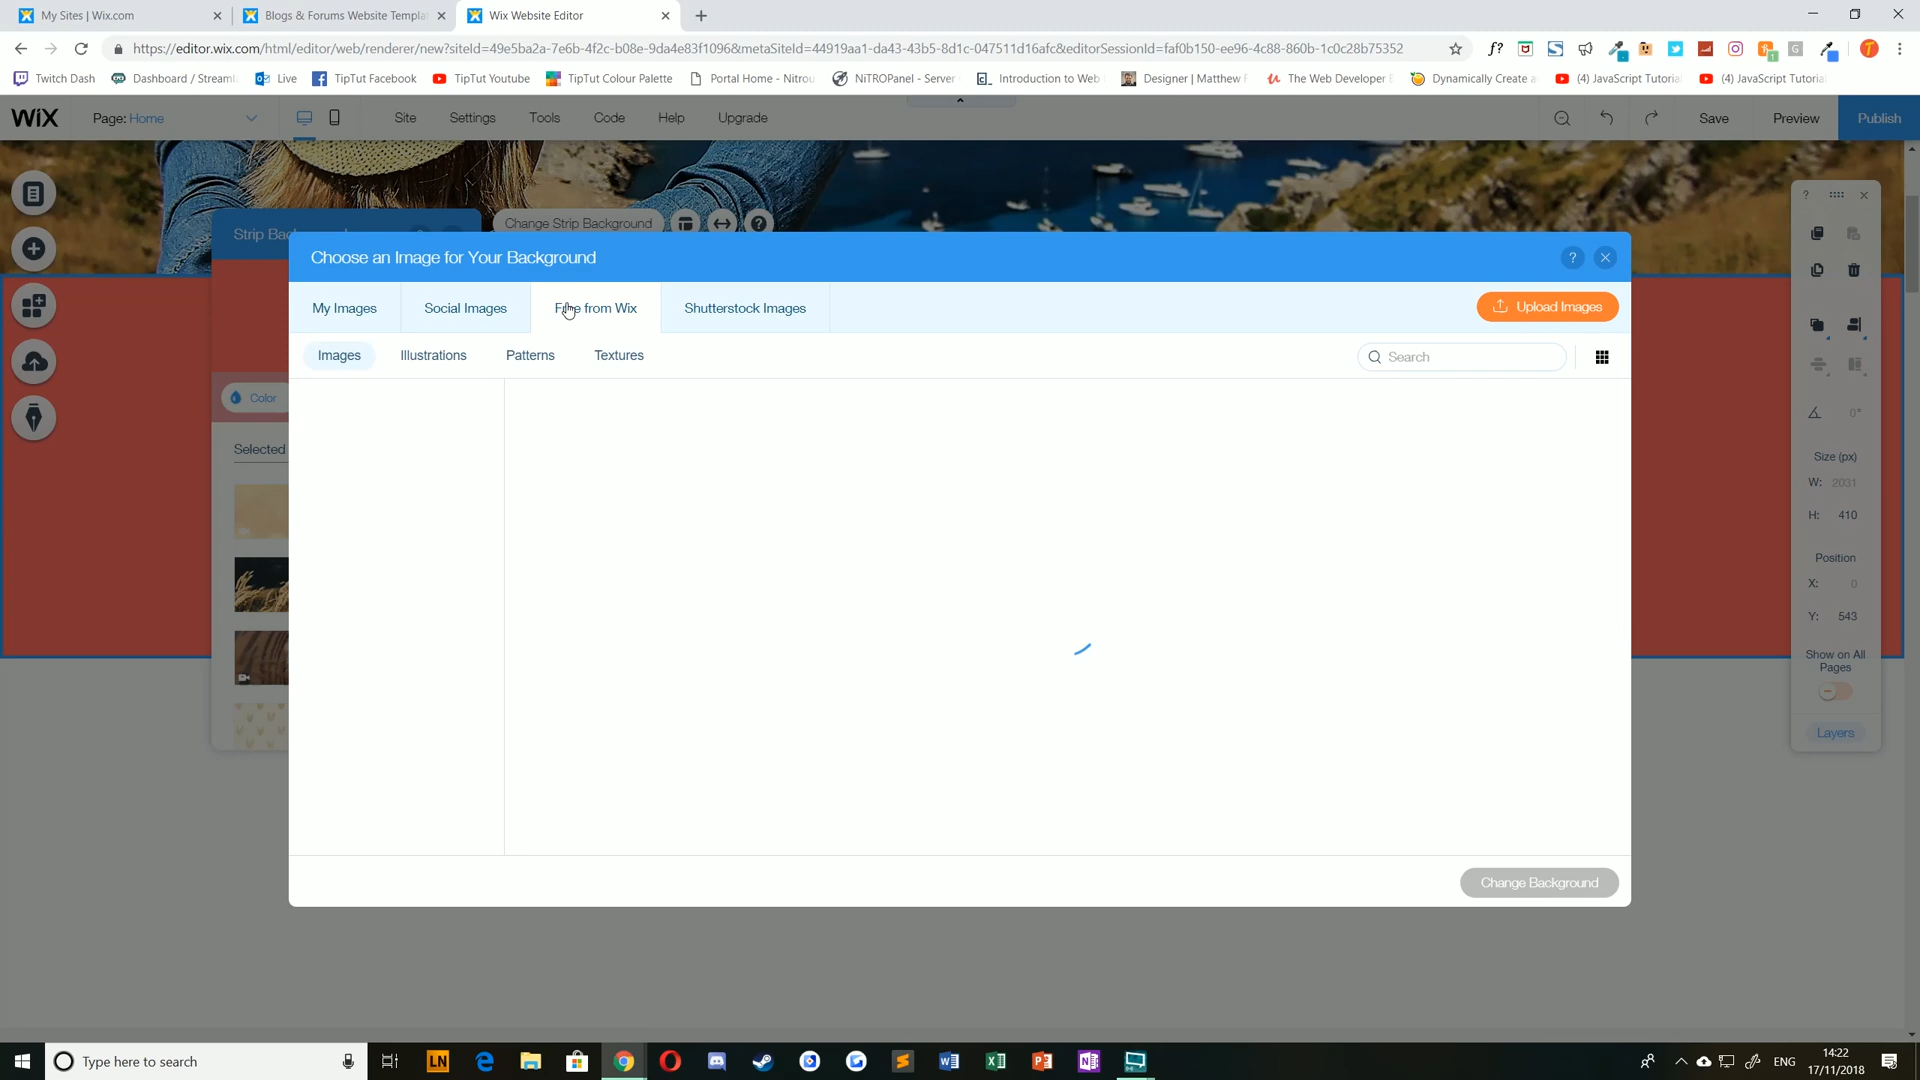 My Sites | Wix.com
Blogs & Forums Website Templat
Wix Website Editor
https://editor.wix.com/html/editor/web/renderer/new?siteId=49e5ba2a-7e6b-4f2c-b08e-9da4e83f1096&metaSiteId=44919aa1-da43-43b5-8d1c-047511d16afc&editorSessionId=faf0b150-ee96-4c88-860b-1c0c28b75352
Twitch Dash
Dashboard / Streaml
Live
TipTut Facebook
TipTut Youtube
TipTut Colour Palette
Portal Home - Nitrou
NiTROPanel - Server
Introduction to Web
Designer | Matthew
The Web Developer
Dynamically Create
(4) JavaScript Tutoria
(4) JavaScript Tutoria
WiX
Page: Home
Site
Settings
Tools
Code
Help
Upgrade
Save
Preview
Publish
Change Strip Background
Strip
Choose an Image for Your Background
My Images
Social Images
Free from Wix
Shutterstock Images
Upload Images
Images
Illustrations
Patterns
Textures
Search
Color
Selected
0°
Size (px)
W: 2031
H: 410
Position
X: 0
Y: 543
Show on All
Pages
Layers
Change Background
Type here to search
ENG
14:22
17/11/2018